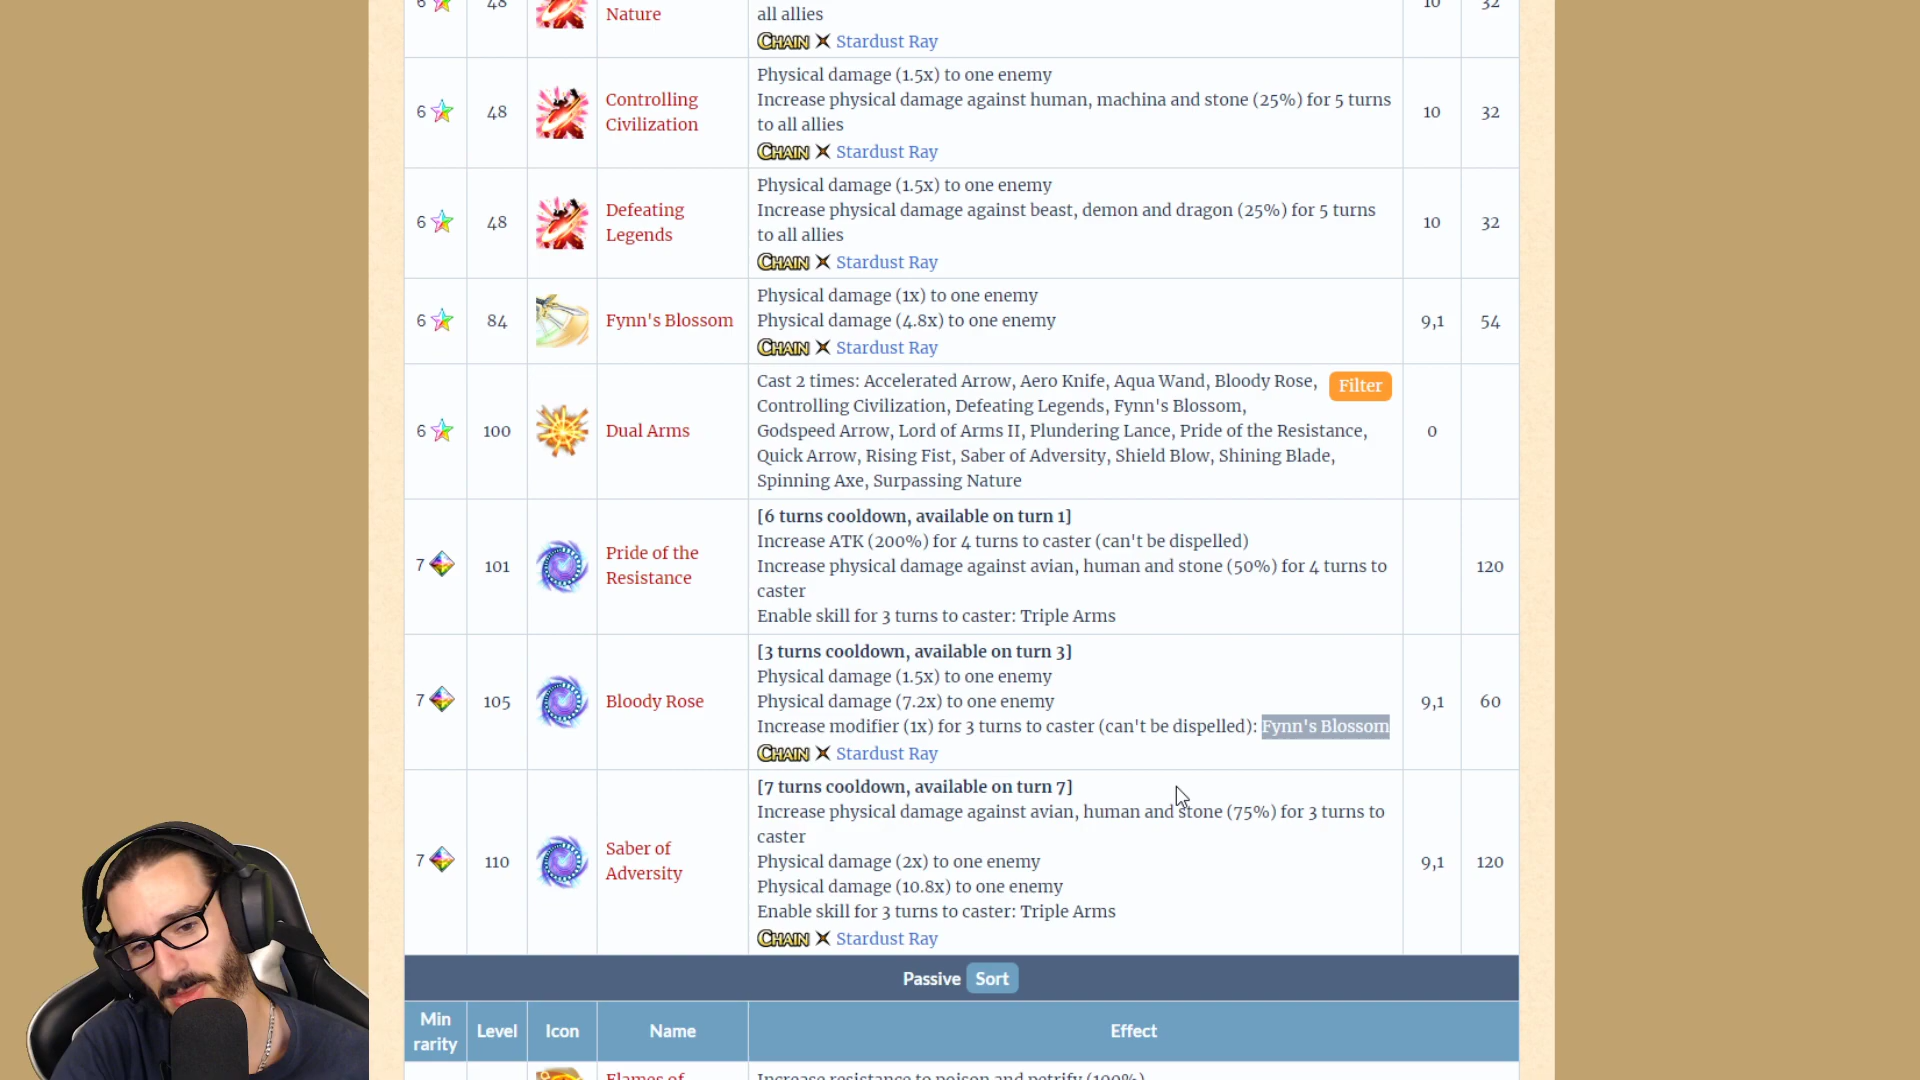 6 48 Nature all allies 10 32
CHAIN Stardust Ray
Physical damage (1.5x) to one enemy
6 48 Controlling Civilization Increase physical damage against human, machina and stone (25%) for 5 turns 10 32
to all allies
CHAIN Stardust Ray
Physical damage (1.5x) to one enemy
6 48 Defeating Legends Increase physical damage against beast, demon and dragon (25%) for 5 turns 10 32
to all allies
CHAIN Stardust Ray
Physical damage (1x) to one enemy
6 84 Fynn's Blossom Physical damage (4.8x) to one enemy 9,1 54
CHAIN Stardust Ray
Cast 2 times: Accelerated Arrow, Aero Knife, Aqua Wand, Bloody Rose, Filter
Controlling Civilization, Defeating Legends, Fynn's Blossom,
6 100 Dual Arms Godspeed Arrow, Lord of Arms II, Plundering Lance, Pride of the Resistance, 0
Quick Arrow, Rising Fist, Saber of Adversity, Shield Blow, Shining Blade,
Spinning Axe, Surpassing Nature
[6 turns cooldown, available on turn 1]
Increase ATK (200%) for 4 turns to caster (can't be dispelled)
7 101 Pride of the Resistance Increase physical damage against avian, human and stone (50%) for 4 turns to 120
caster
Enable skill for 3 turns to caster: Triple Arms
[3 turns cooldown, available on turn 3]
Physical damage (1.5x) to one enemy
7 105 Bloody Rose Physical damage (7.2x) to one enemy 9,1 60
Increase modifier (1x) for 3 turns to caster (can't be dispelled): Fynn's Blossom
CHAIN Stardust Ray
[7 turns cooldown, available on turn 7]
Increase physical damage against avian, human and stone (75%) for 3 turns to
caster
7 110 Saber of Adversity Physical damage (2x) to one enemy 9,1 120
Physical damage (10.8x) to one enemy
Enable skill for 3 turns to caster: Triple Arms
CHAIN Stardust Ray
Passive Sort
Min rarity Level Icon Name Effect
Flames of Increase resistance to poison and petrify (100%)